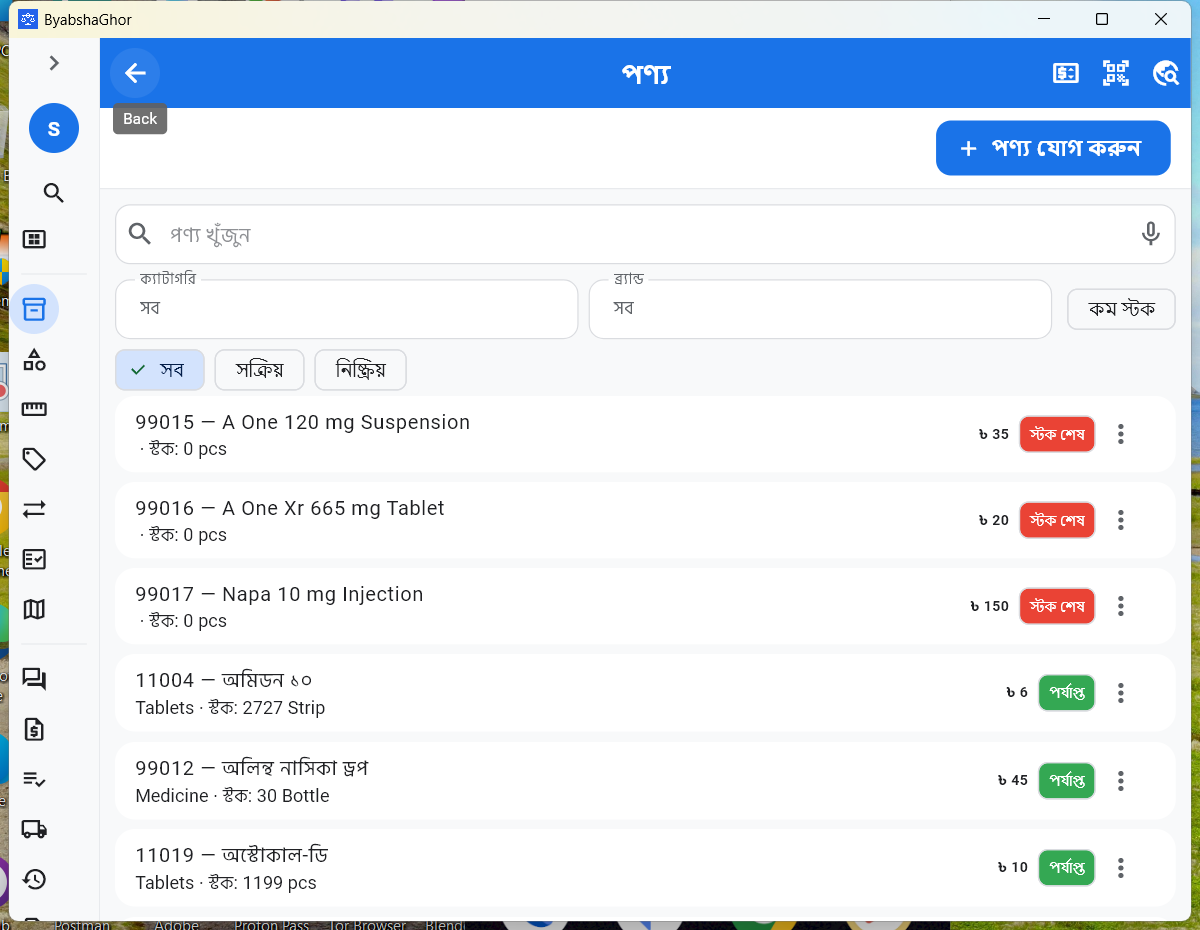 ByabshaGhor
পণ্য
Back
S
+ পণ্য যোগ করুন
পণ্য খুঁজুন
ক্যাটাগরি
সব
ব্র্যান্ড
সব
কম স্টক
সব
সক্রিয়
নিষ্ক্রিয়
99015 — A One 120 mg Suspension
· স্টক: 0 pcs
৳ 35
স্টক শেষ
99016 — A One Xr 665 mg Tablet
· স্টক: 0 pcs
৳ 20
স্টক শেষ
99017 — Napa 10 mg Injection
· স্টক: 0 pcs
৳ 150
স্টক শেষ
11004 — অমিডন ১০
Tablets · স্টক: 2727 Strip
৳ 6
পর্যাপ্ত
99012 — অলিন্থ নাসিকা ড্রপ
Medicine · স্টক: 30 Bottle
৳ 45
পর্যাপ্ত
11019 — অস্টোকাল-ডি
Tablets · স্টক: 1199 pcs
৳ 10
পর্যাপ্ত
Postman Adobe Proton Pass Tor Browser Blend